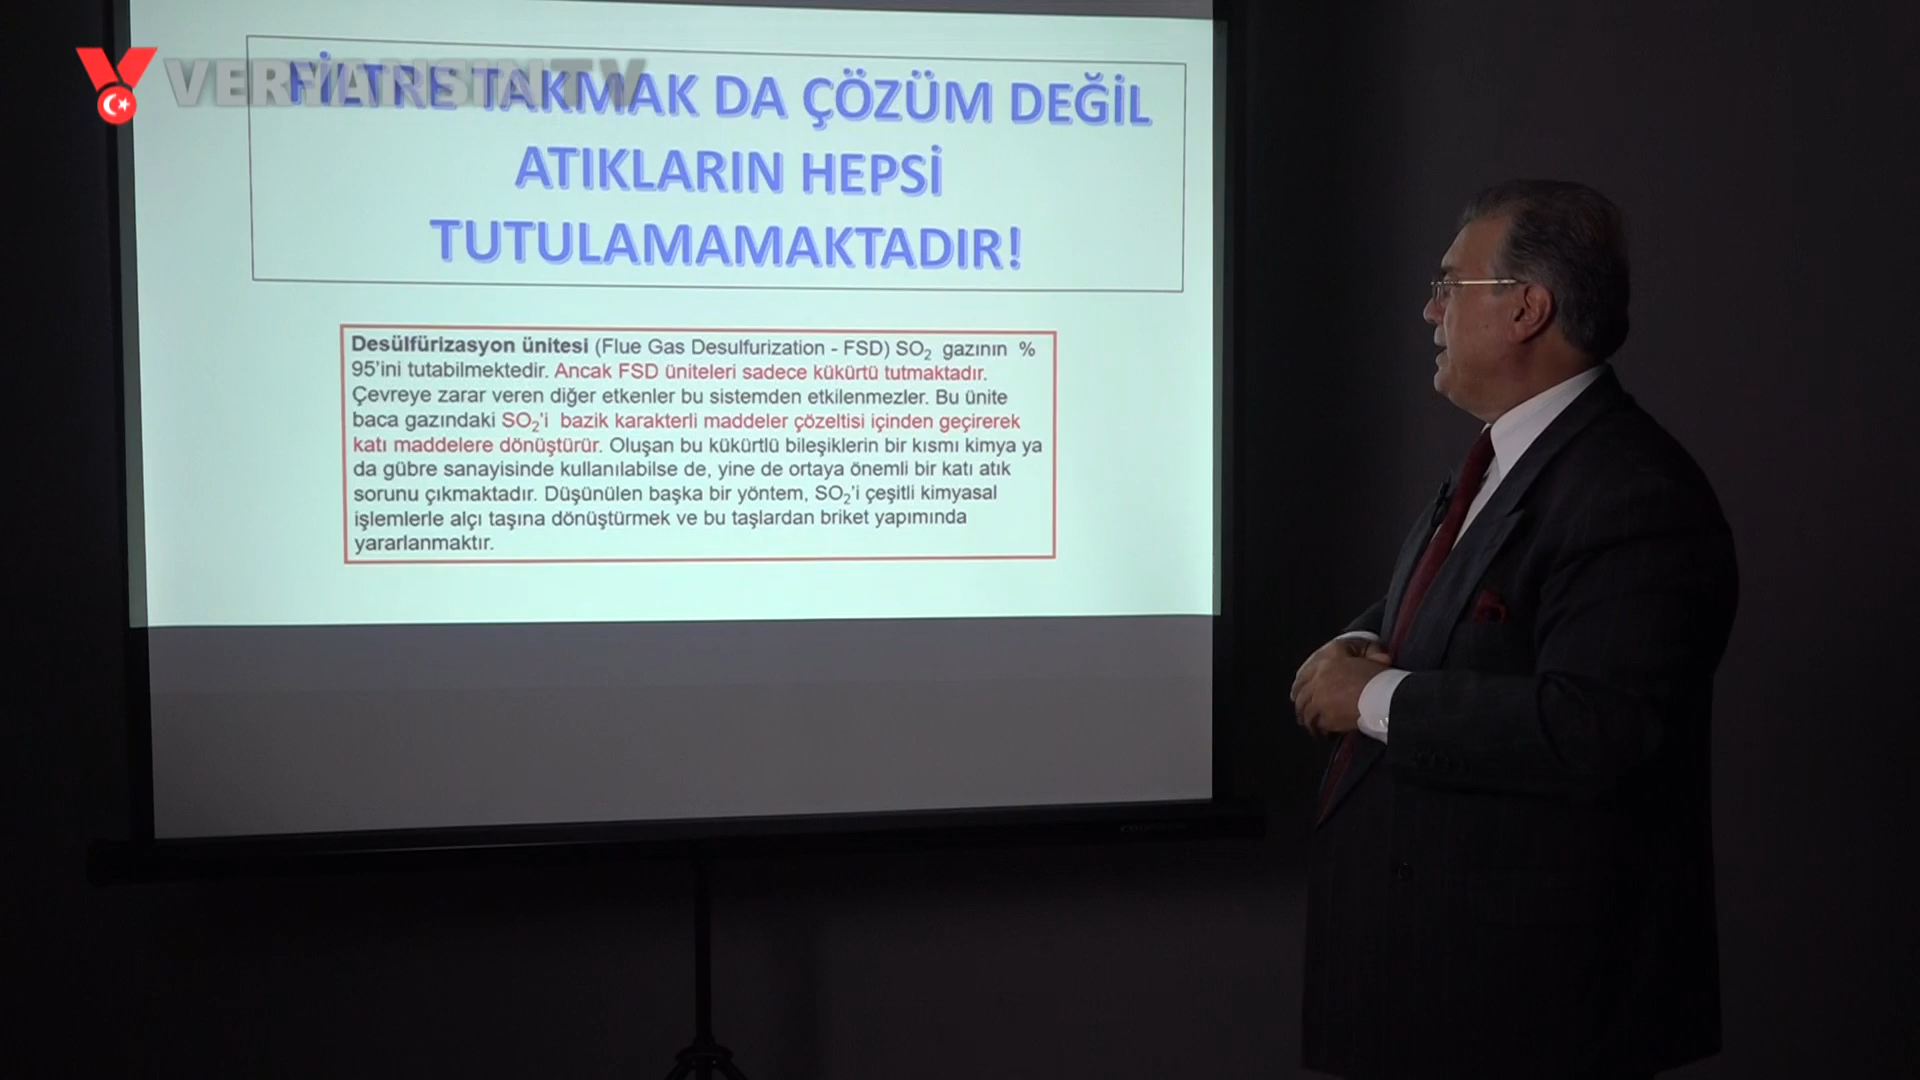 VERHANSIN TV
FİLTRE TAKMAK DA ÇÖZÜM DEĞİL
ATIKLARIN HEPSİ
TUTULAMAMAKTADIR!
Desülfürizasyon ünitesi (Flue Gas Desulfurization - FSD) SO₂ gazının %
95'ini tutabilmektedir. Ancak FSD üniteleri sadece kükürtü tutmaktadır.
Çevreye zarar veren diğer etkenler bu sistemden etkilenmezler. Bu ünite
baca gazındaki SO₂'i bazik karakterli maddeler çözeltisi içinden geçirerek
katı maddelere dönüştürür. Oluşan bu kükürtlü bileşiklerin bir kısmı kimya ya
da gübre sanayisinde kullanılabilse de, yine de ortaya önemli bir katı atık
sorunu çıkmaktadır. Düşünülen başka bir yöntem, SO₂'i çeşitli kimyasal
işlemlerle alçı taşına dönüştürmek ve bu taşlardan briket yapımında
yararlanmaktır.